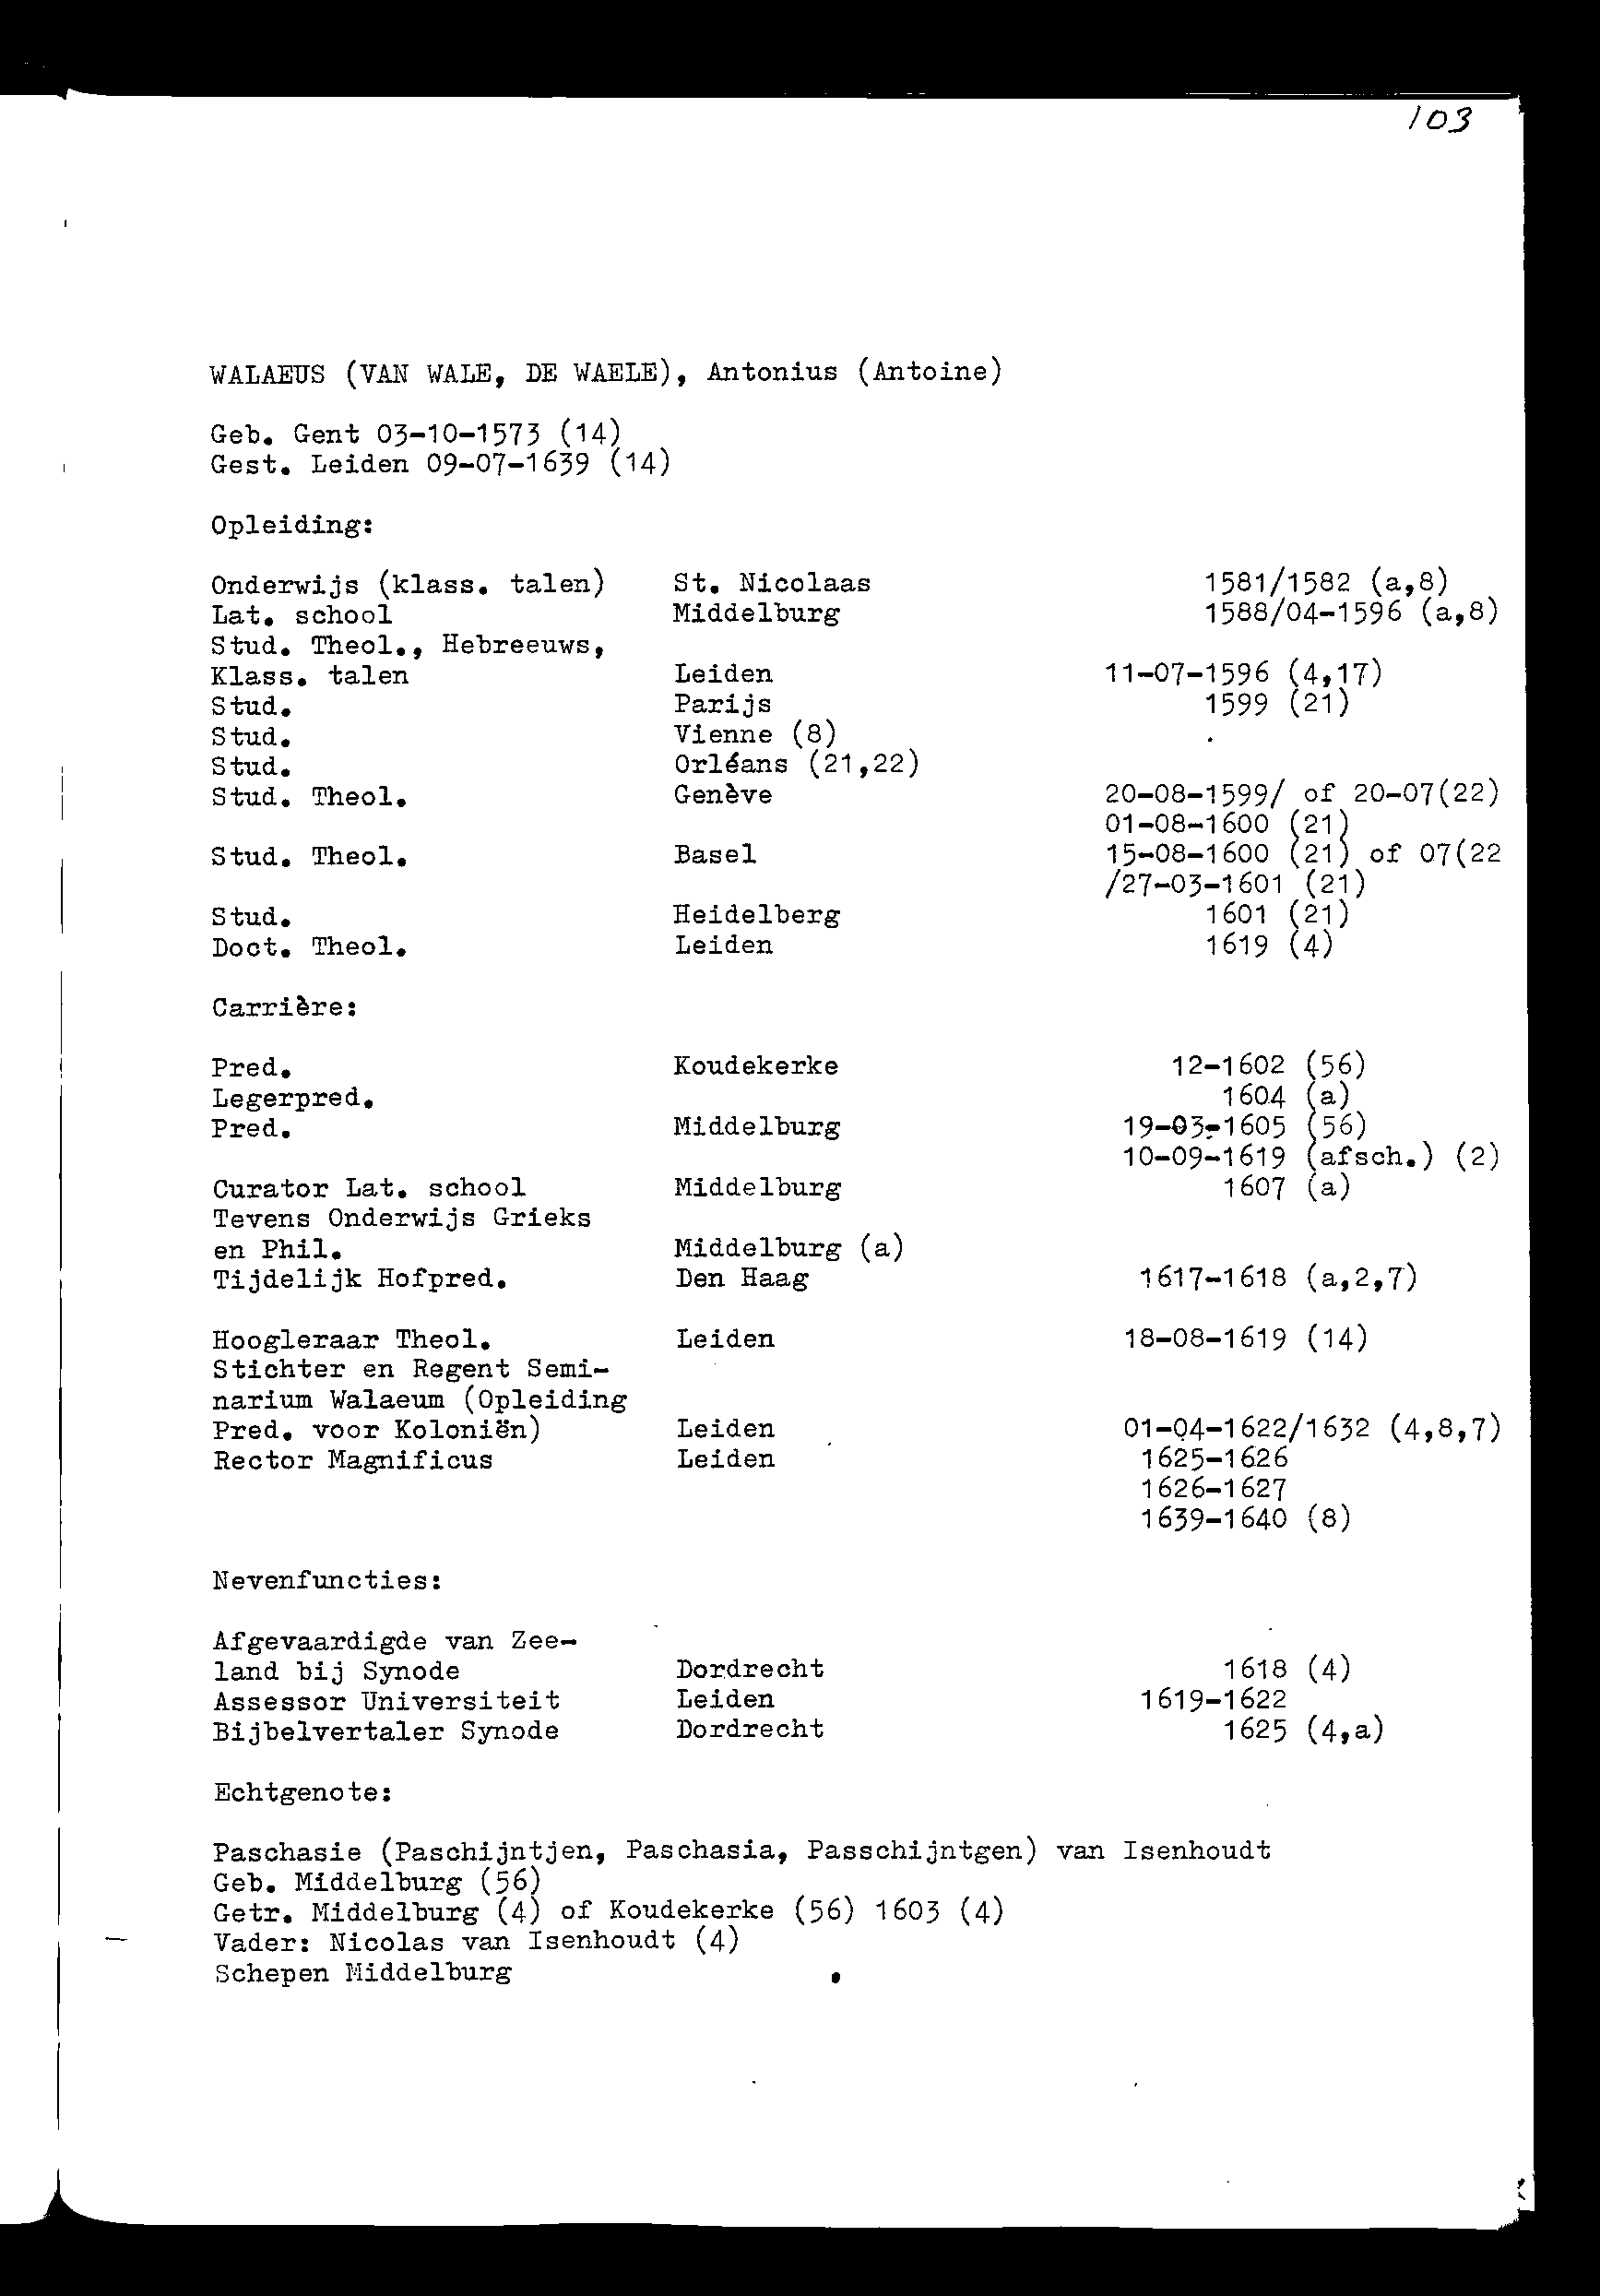 103
WALAEUS (VAN WALE, DE WAELE), Antonius (Antoine)
Geb. Gent 03-10-1573 (14)
Gest. Leiden 09-07-1639 (14)
Opleiding:
Onderwijs (klass. talen) St. Nicolaas 1581/1582 (a,8)
Lat. school Middelburg 1588/04-1596 (a,8)
Stud. Theol., Hebreeuws,
Klass. talen Leiden 11-07-1596 (4,17)
Stud. Parijs 1599 (21)
Stud. Vienne (8)
Stud. Orléans (21,22)
Stud. Theol. Genève 20-08-1599/ of 20-07(22)
01-08-1600 (21)
Stud. Theol. Basel 15-08-1600 (21) of 07(22
/27-03-1601 (21)
Stud. Heidelberg 1601 (21)
Doct. Theol. Leiden 1619 (4)
Carrière:
Pred. Koudekerke 12-1602 (56)
Legerpred. 1604 (a)
Pred. Middelburg 19-03-1605 (56)
10-09-1619 (afsch.) (2)
Curator Lat. school Middelburg 1607 (a)
Tevens Onderwijs Grieks
en Phil. Middelburg (a)
Tijdelijk Hofpred. Den Haag 1617-1618 (a,2,7)
Hoogleraar Theol. Leiden 18-08-1619 (14)
Stichter en Regent Semi-
narium Walaeum (Opleiding
Pred. voor Koloniën) Leiden 01-04-1622/1632 (4,8,7)
Rector Magnificus Leiden 1625-1626
1626-1627
1639-1640 (8)
Nevenfuncties:
Afgevaardigde van Zee-
land bij Synode Dordrecht 1618 (4)
Assessor Universiteit Leiden 1619-1622
Bijbelvertaler Synode Dordrecht 1625 (4,a)
Echtgenote:
Paschasie (Paschijntjen, Paschasia, Passchijntgen) van Isenhoudt
Geb. Middelburg (56)
Getr. Middelburg (4) of Koudekerke (56) 1603 (4)
Vader: Nicolas van Isenhoudt (4)
Schepen Middelburg